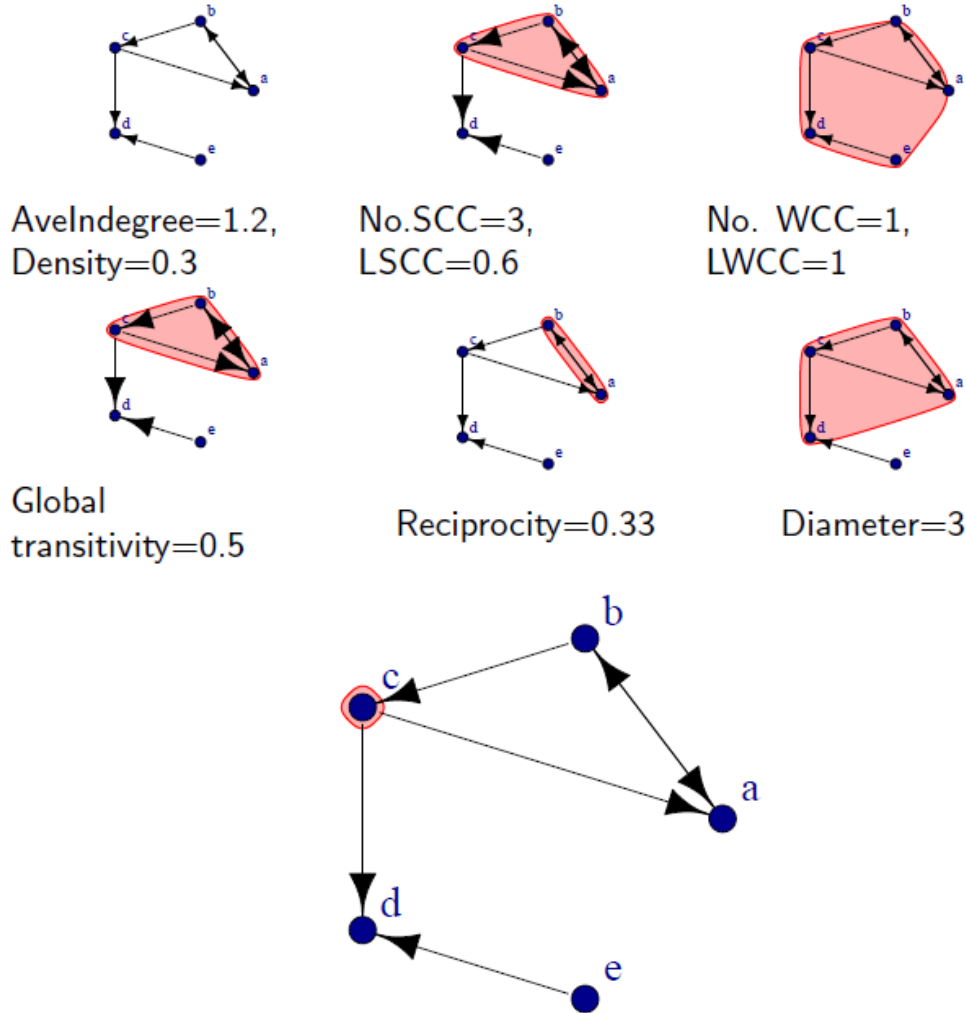 b
c
a
d
e
b
c
a
d
e
b
c
a
d
e
AveIndegree=1.2,
Density=0.3
No.SCC=3,
LSCC=0.6
No. WCC=1,
LWCC=1
b
c
a
d
e
b
c
a
d
e
b
c
a
d
e
Global
transitivity=0.5
Reciprocity=0.33
Diameter=3
b
c
a
d
e